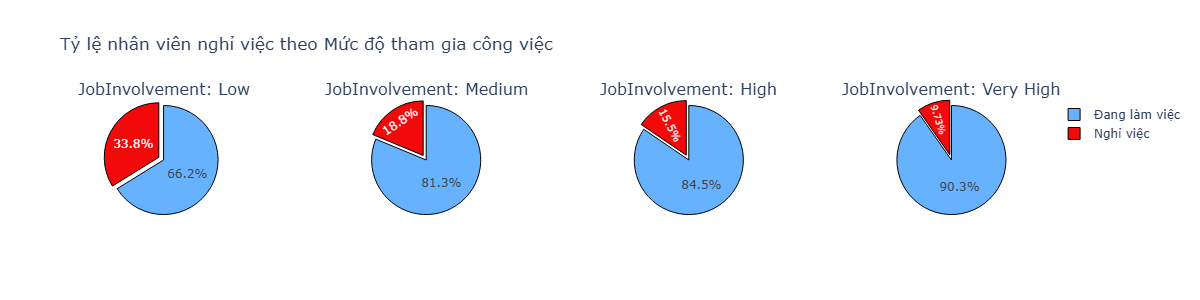 Tỷ lệ nhân viên nghỉ việc theo Mức độ tham gia công việc
JobInvolvement: Low
JobInvolvement: Medium
JobInvolvement: High
JobInvolvement: Very High
33.8%
66.2%
18.8%
81.3%
15.5%
84.5%
9.73%
90.3%
Đang làm việc
Nghỉ việc